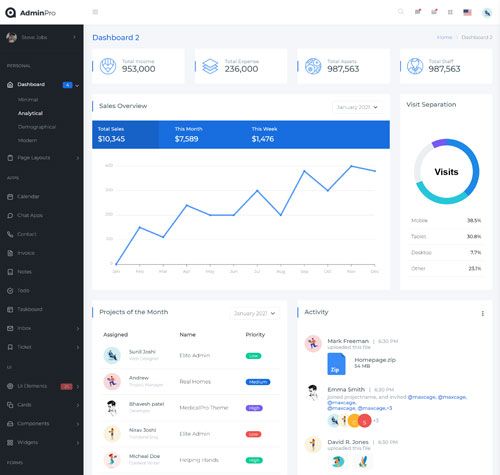 AdminPro
Steve Jobs
PERSONAL
Dashboard 4
Minimal
Analytical
Demographical
Modern
Page Layouts
APPS
Calendar
Chat Apps
Contact
Invoice
Notes
Todo
Taskboard
Inbox
Ticket
UI
UI Elements
Cards
Components
Widgets
FORMS
Dashboard 2
Home Dashboard 2
Total Income
953,000
Total Expense
236,000
Total Assets
987,563
Total Staff
987,563
Sales Overview
January 2021
Total Sales This Month This Week
$10,345 $7,589 $1,476
400
300
200
100
0
Jan Feb Mar Apr May Jun Jul Aug Sep Oct Nov Dec
Visit Separation
Visits
Mobile 38.5%
Tablet 30.8%
Desktop 7.7%
Other 23.1%
Projects of the Month
January 2021
Assigned Name Priority
Sunil Joshi
Web Designer
Elite Admin Low
Andrew
Project Manager
Real Homes Medium
Bhavesh patel
Developer
MedicalPro Theme High
Nirav Joshi
Frontend Eng
Elite Admin Low
Micheal Doe
Content Writer
Helping Hands High
Activity
Mark Freeman | 6:30 PM
uploaded this file
Zip
Homepage.zip
54 MB
Emma Smith | 6:30 PM
joined projectname, and invited @maxcage, @maxcage,
@maxcage,
@maxcage, @maxcage,+3
+3
David R. Jones | 6:30 PM
uploaded this file